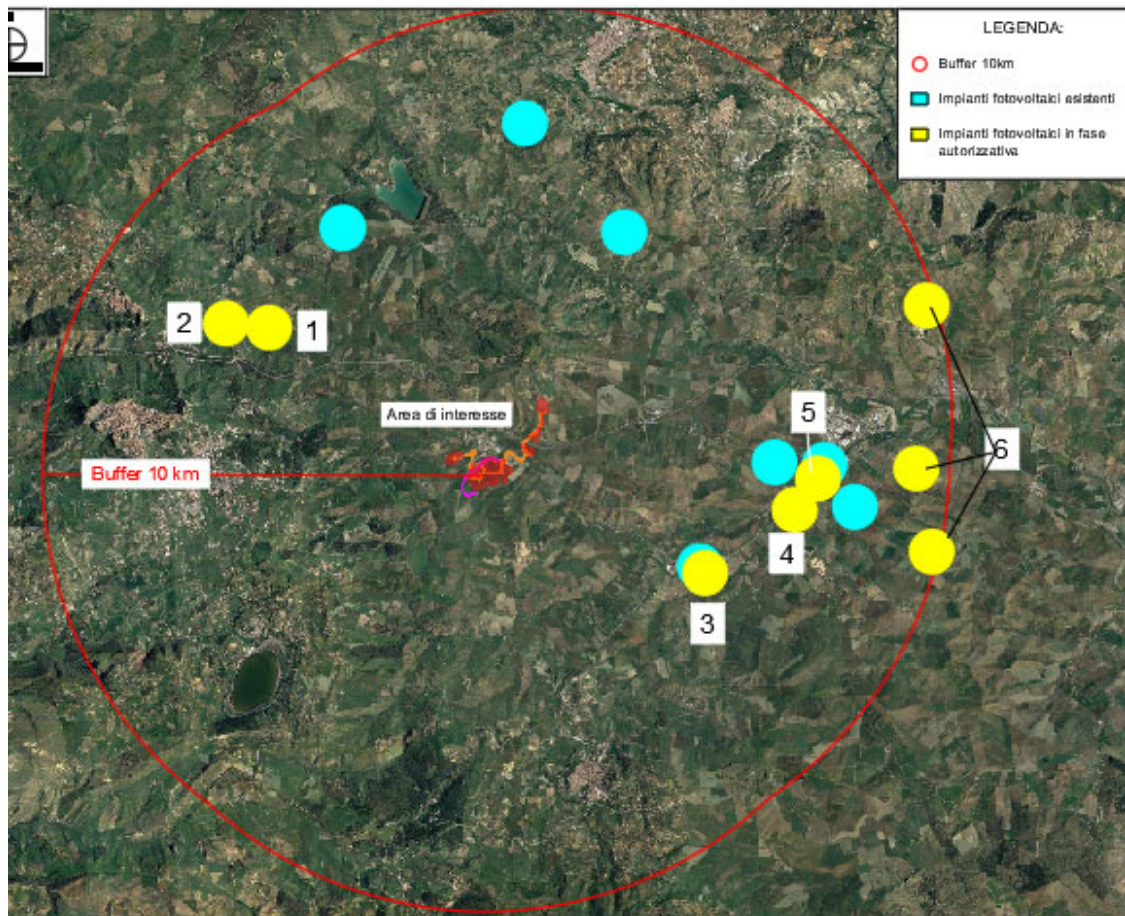 LEGENDA:
Buffer 10km
Impianti fotovoltaici esistenti
Impianti fotovoltaici in fase
autorizzativa
2
1
Area di interesse
5
6
Buffer 10 km
4
3